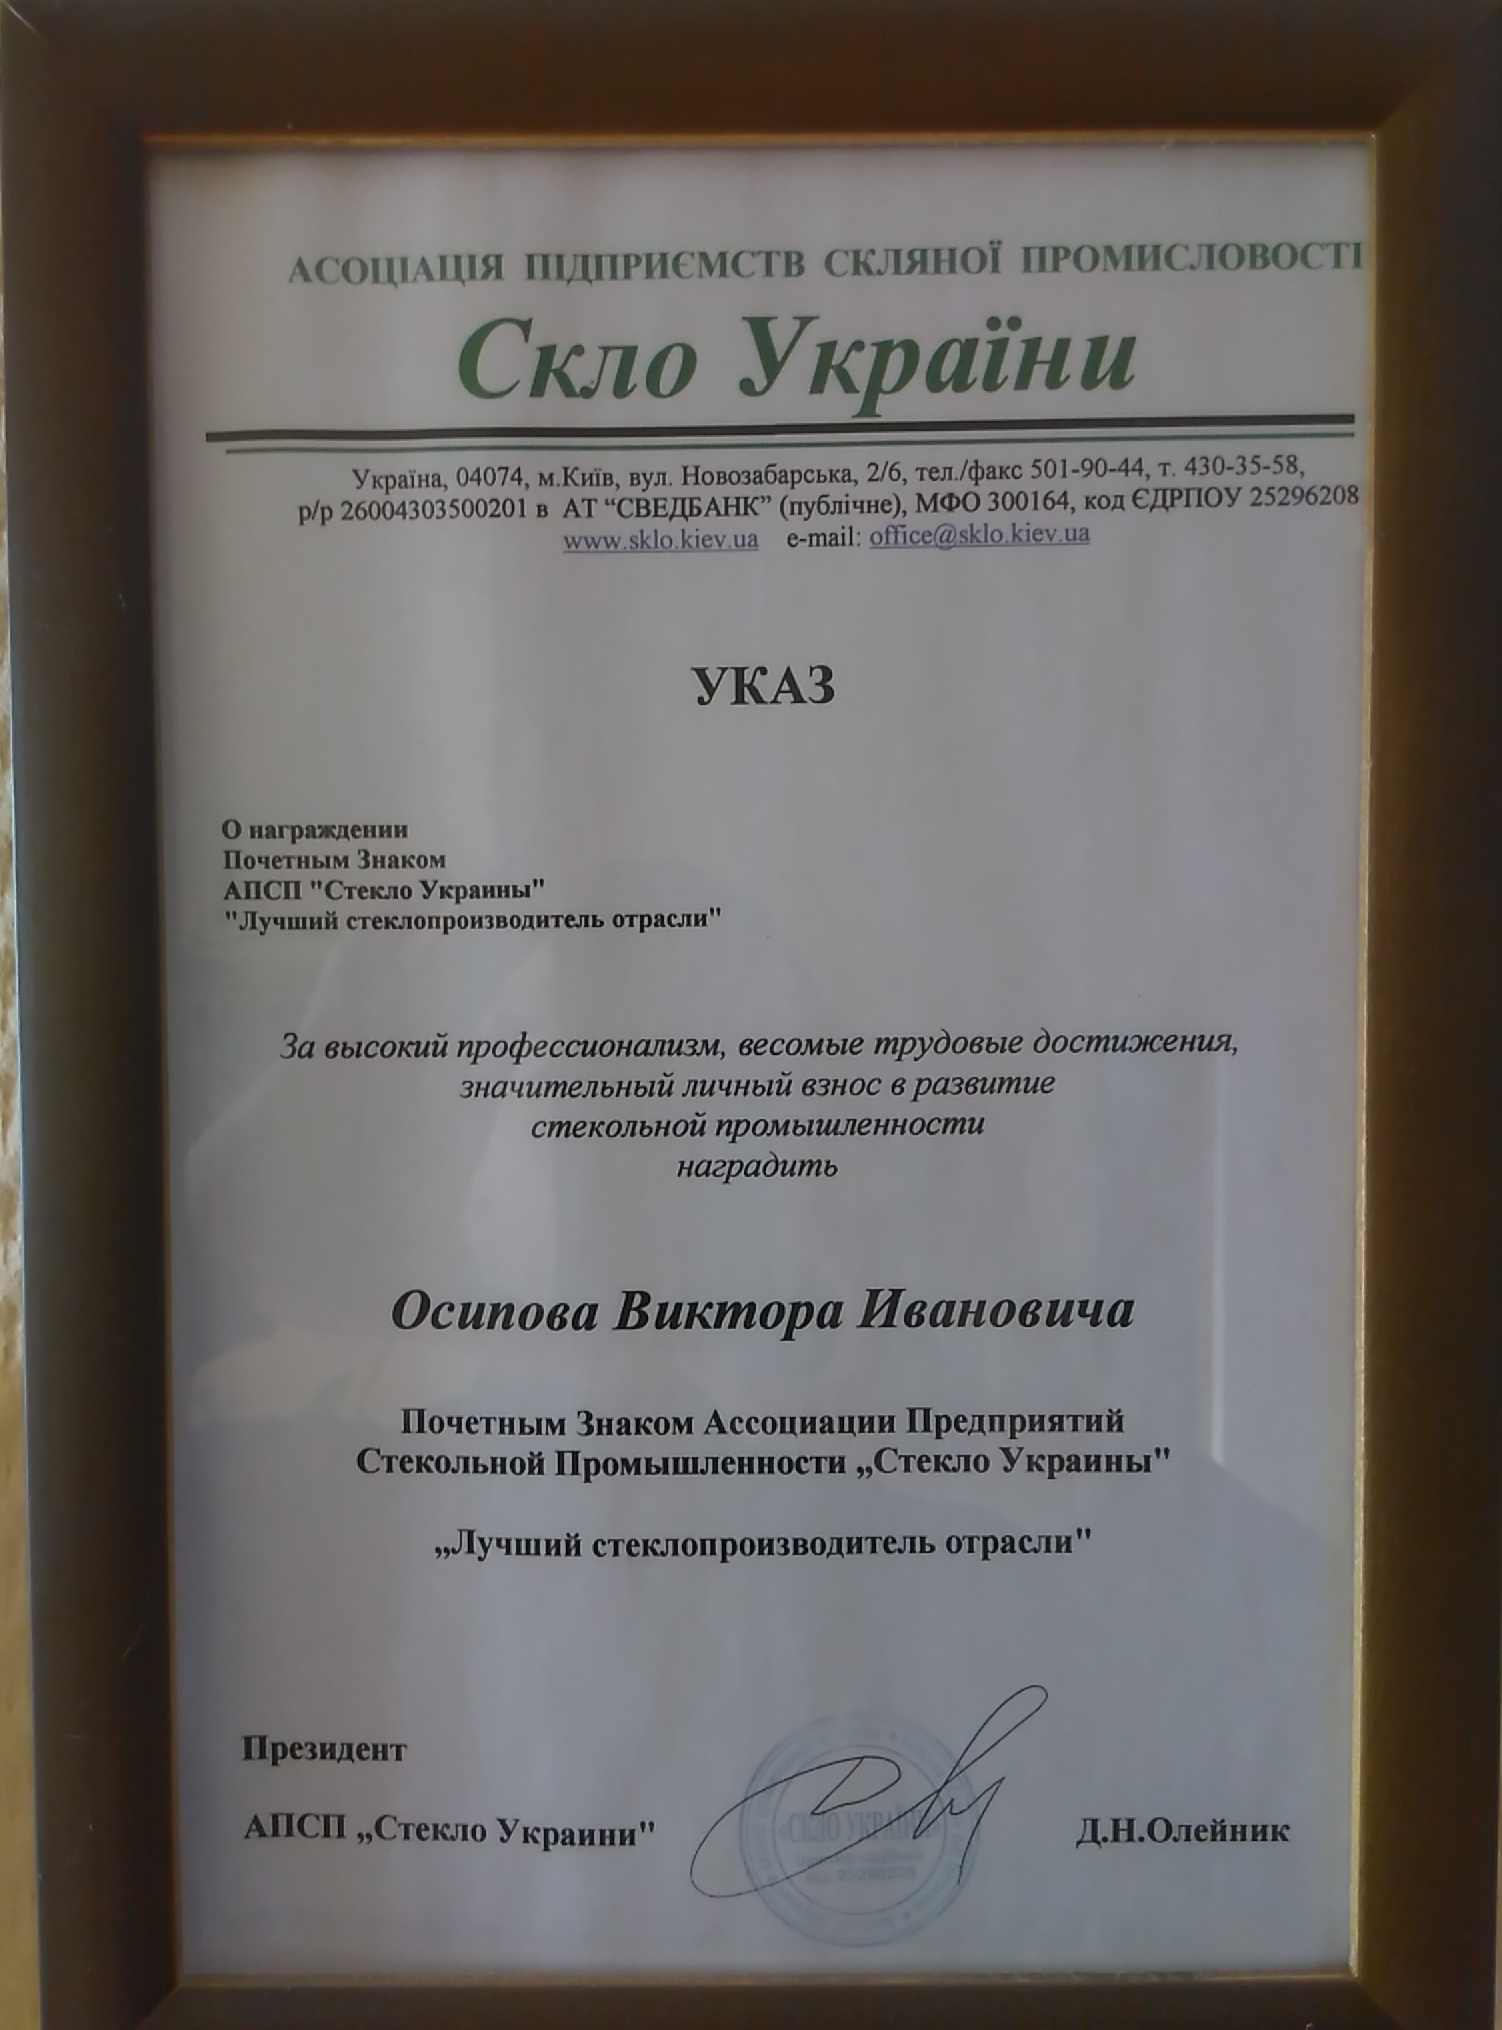 АСОЦІАЦІЯ ПІДПРИЄМСТВ СКЛЯНОЇ ПРОМИСЛОВОСТІ
Скло України
Україна, 04074, м.Київ, вул. Новозабарська, 2/6, тел./факс 501-90-44, т. 430-35-58,
р/р 26004303500201 в АТ “СВЕДБАНК” (публічне), МФО 300164, код ЄДРПОУ 25296208
www.sklo.kiev.ua e-mail: office@sklo.kiev.ua
УКАЗ
О награждении
Почетным Знаком
АПСП "Стекло Украины"
"Лучший стеклопроизводитель отрасли"
За высокий профессионализм, весомые трудовые достижения,
значительный личный взнос в развитие
стекольной промышленности
наградить
Осипова Виктора Ивановича
Почетным Знаком Ассоциации Предприятий
Стекольной Промышленности „Стекло Украины"
„Лучший стеклопроизводитель отрасли"
Президент
АПСП „Стекло Украини"
Д.Н.Олейник
«СКЛО УКРАЇНИ»
25296208